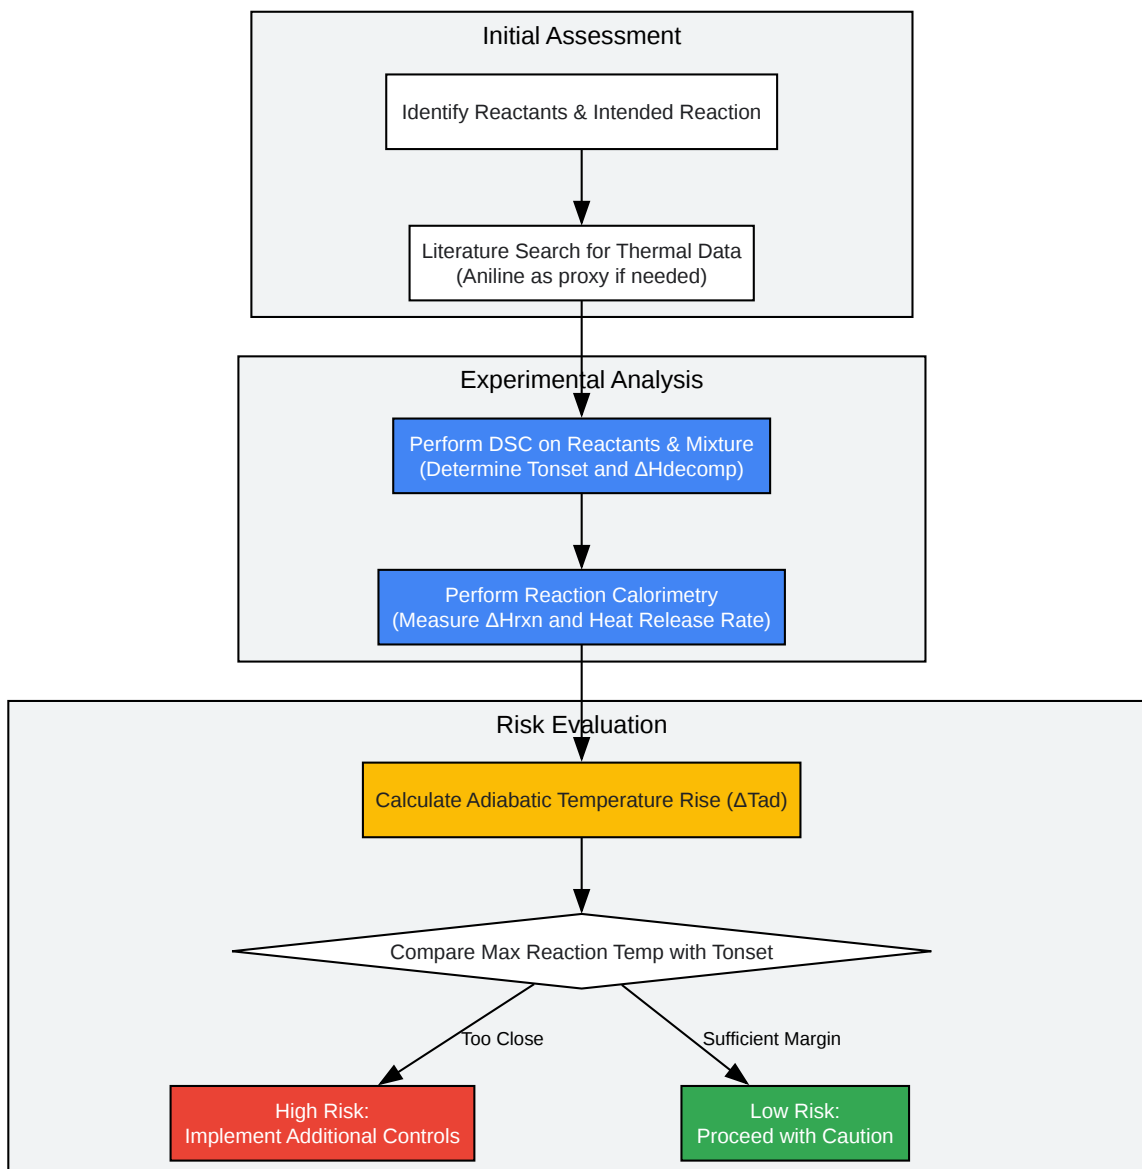 Initial Assessment
Identify Reactants & Intended Reaction
Literature Search for Thermal Data
(Aniline as proxy if needed)
Experimental Analysis
Perform DSC on Reactants & Mixture
(Determine Tonset and ΔHdecomp)
Perform Reaction Calorimetry
(Measure ΔHrxn and Heat Release Rate)
Risk Evaluation
Calculate Adiabatic Temperature Rise (ΔTad)
Compare Max Reaction Temp with Tonset
Too Close
Sufficient Margin
High Risk:
Implement Additional Controls
Low Risk:
Proceed with Caution